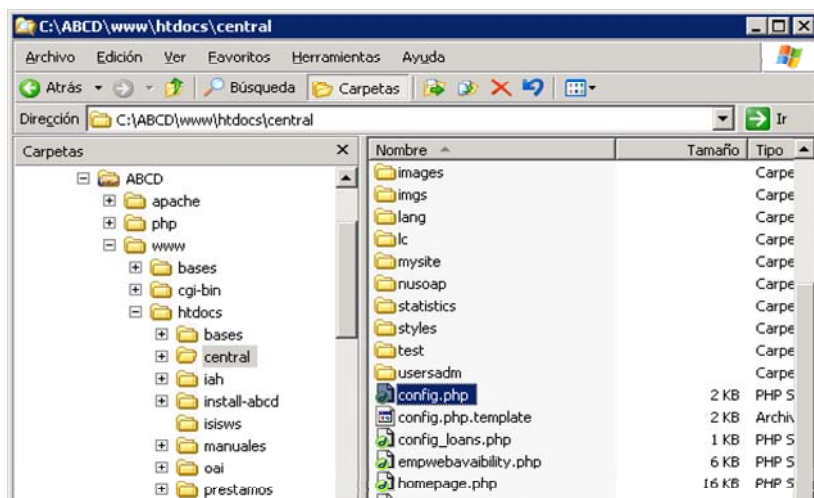 C:\ABCD\www\htdocs\central
Archivo Edición Ver Favoritos Herramientas Ayuda
Atrás Búsqueda Carpetas
Dirección C:\ABCD\www\htdocs\central Ir
Carpetas
ABCD
apache
php
www
bases
cgi-bin
htdocs
bases
central
iah
install-abcd
isisws
manuales
oai
prestamos
Nombre Tamaño Tipo
images Carpe
imgs Carpe
lang Carpe
lc Carpe
mysite Carpe
nusoap Carpe
statistics Carpe
styles Carpe
test Carpe
usersadm Carpe
config.php 2 KB PHP S
config.php.template 2 KB Archiv
config_loans.php 1 KB PHP S
empwebavaibility.php 6 KB PHP S
homepage.php 16 KB PHP S